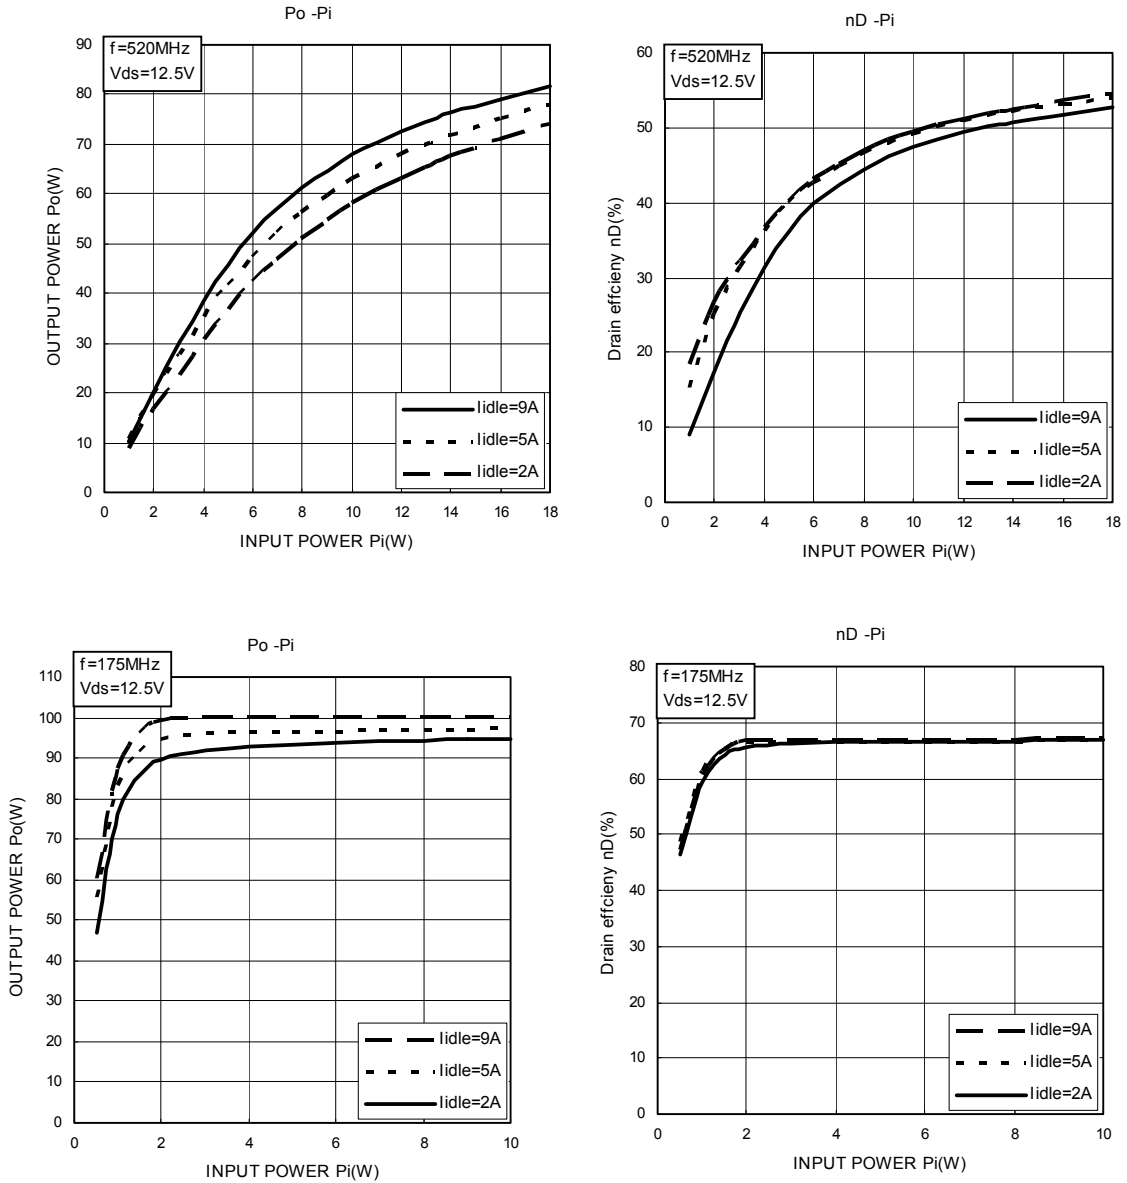 Po -Pi
f=520MHz
Vds=12.5V
90
80
70
60
50
40
30
20
10
0
OUTPUT POWER Po(W)
Iidle=9A
Iidle=5A
Iidle=2A
0 2 4 6 8 10 12 14 16 18
INPUT POWER Pi(W)
nD -Pi
f=520MHz
Vds=12.5V
60
50
40
30
20
10
0
Drain effcieny nD(%)
Iidle=9A
Iidle=5A
Iidle=2A
0 2 4 6 8 10 12 14 16 18
INPUT POWER Pi(W)
Po -Pi
f=175MHz
Vds=12.5V
110
100
90
80
70
60
50
40
30
20
10
0
OUTPUT POWER Po(W)
Iidle=9A
Iidle=5A
Iidle=2A
0 2 4 6 8 10
INPUT POWER Pi(W)
nD -Pi
f=175MHz
Vds=12.5V
80
70
60
50
40
30
20
10
0
Drain effcieny nD(%)
Iidle=9A
Iidle=5A
Iidle=2A
0 2 4 6 8 10
INPUT POWER Pi(W)